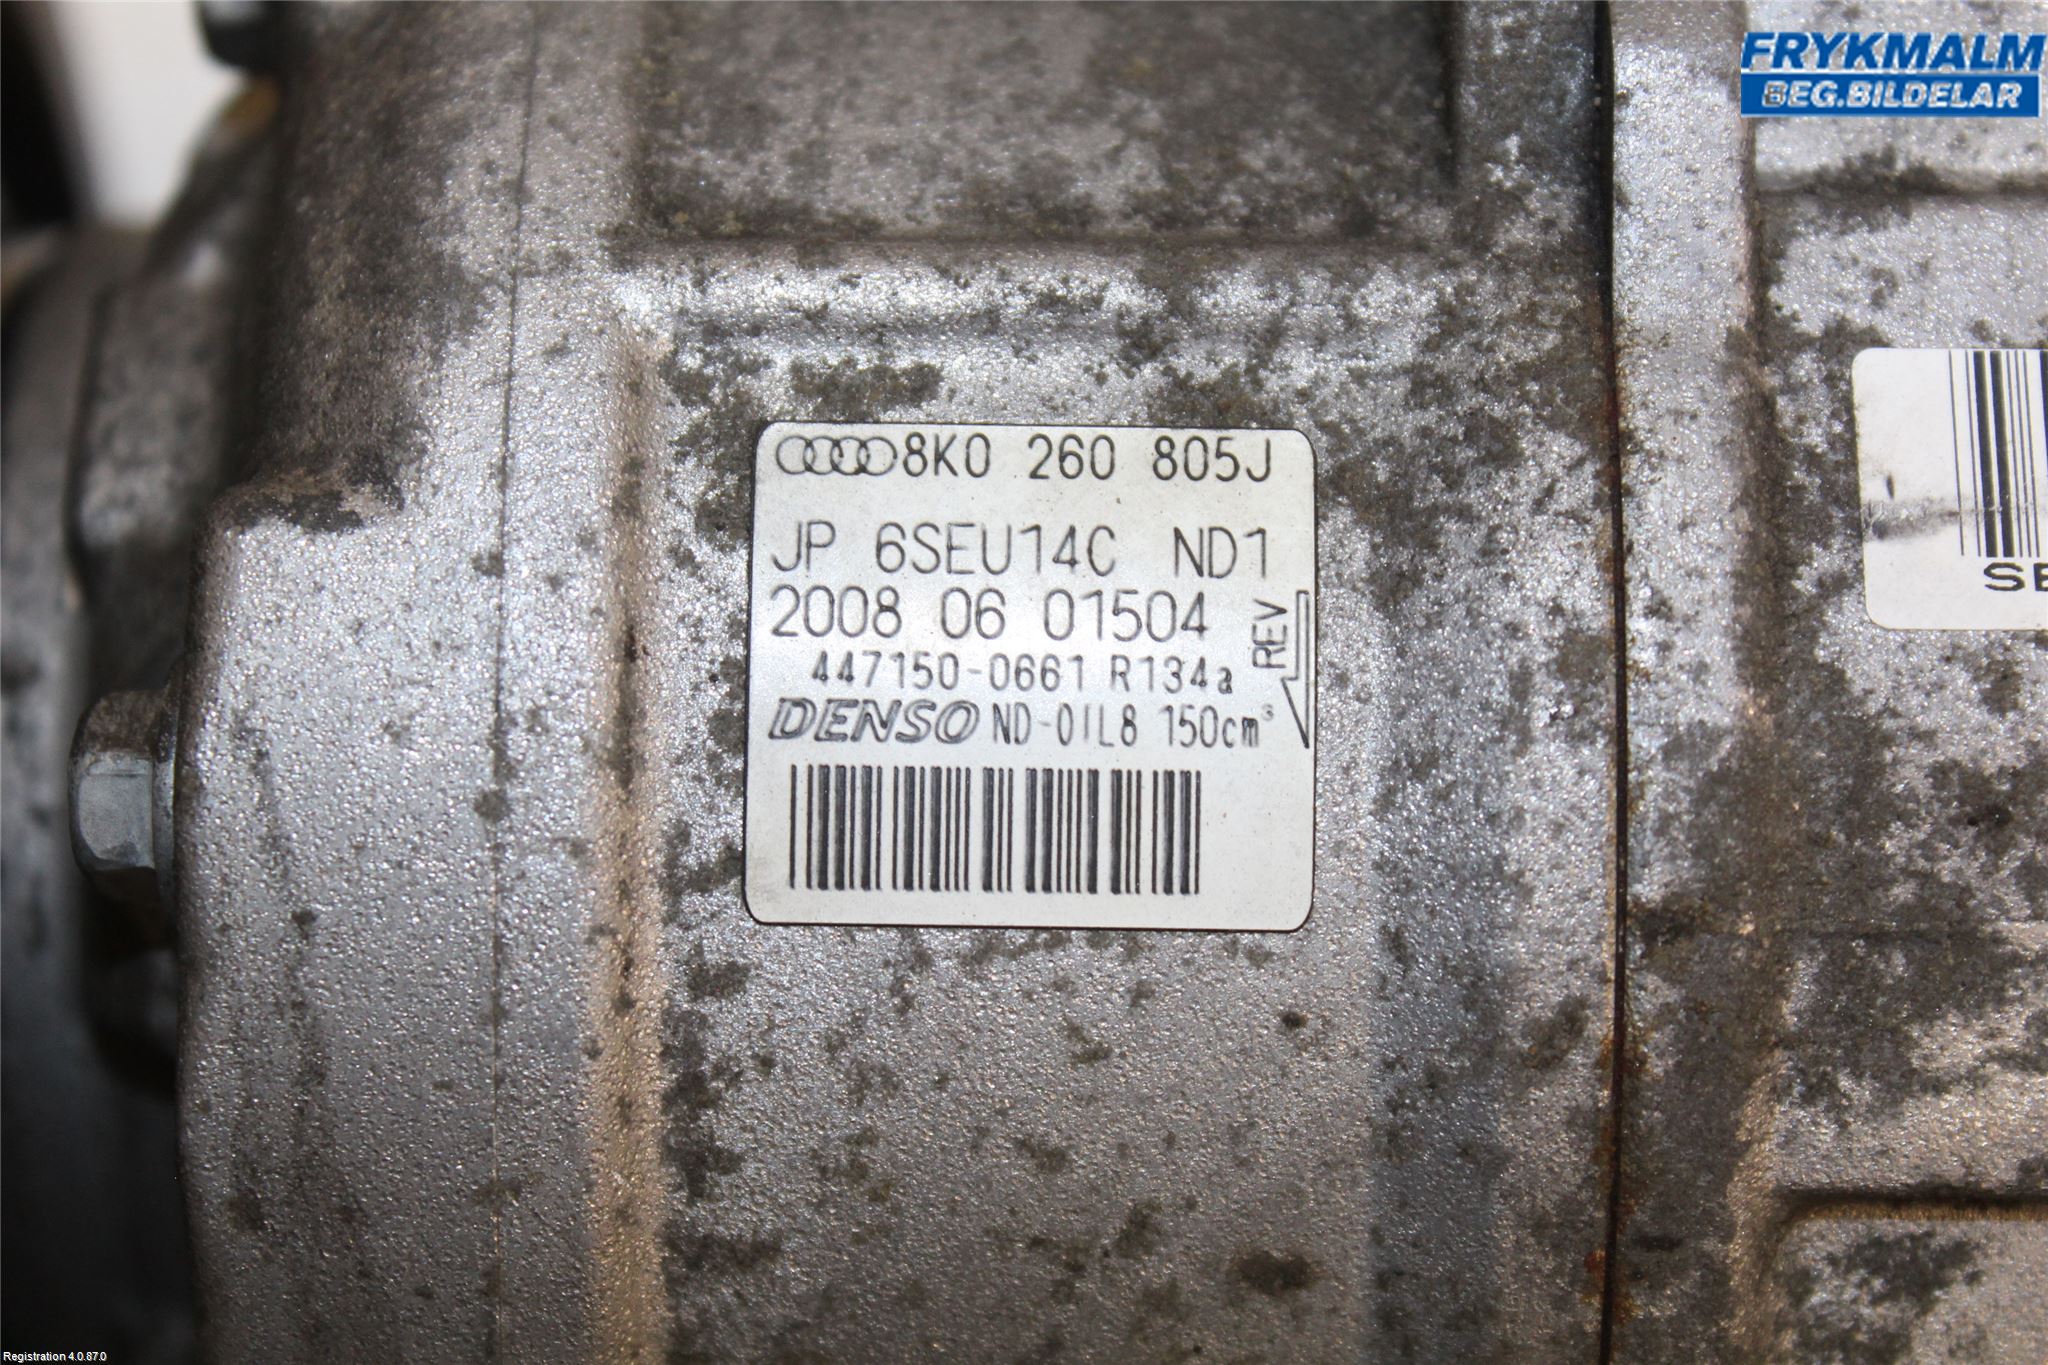 FRYKMALM
BEG.BILDELAR
8K0 260 805J
JP 6SEU14C ND1
2008 06 01504
447150-0661 R134a
REV
DENSO ND-OIL8 150cm³
SE
Registration 4.0.87.0